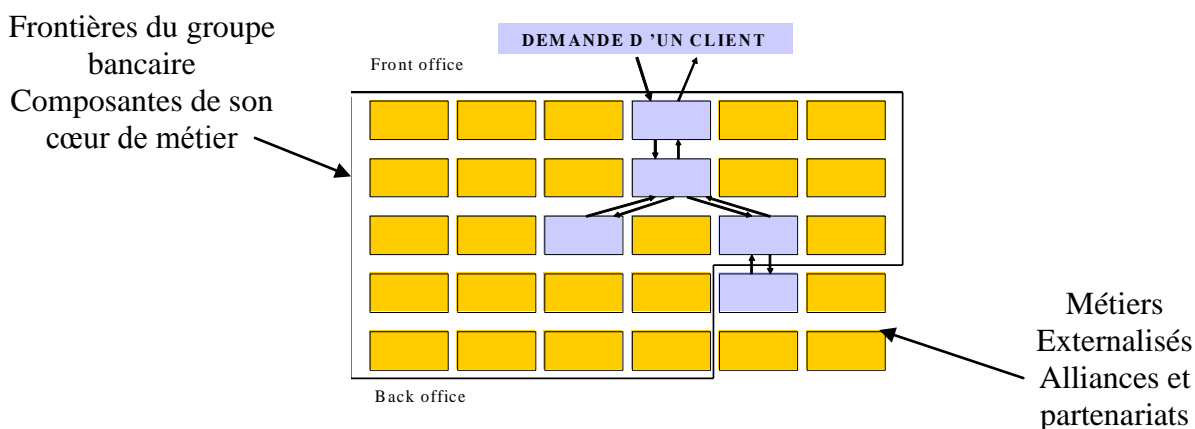 Frontières du groupe
bancaire
Composantes de son
cœur de métier
DEMANDE D ’UN CLIENT
Front office
Back office
Métiers
Externalisés
Alliances et
partenariats